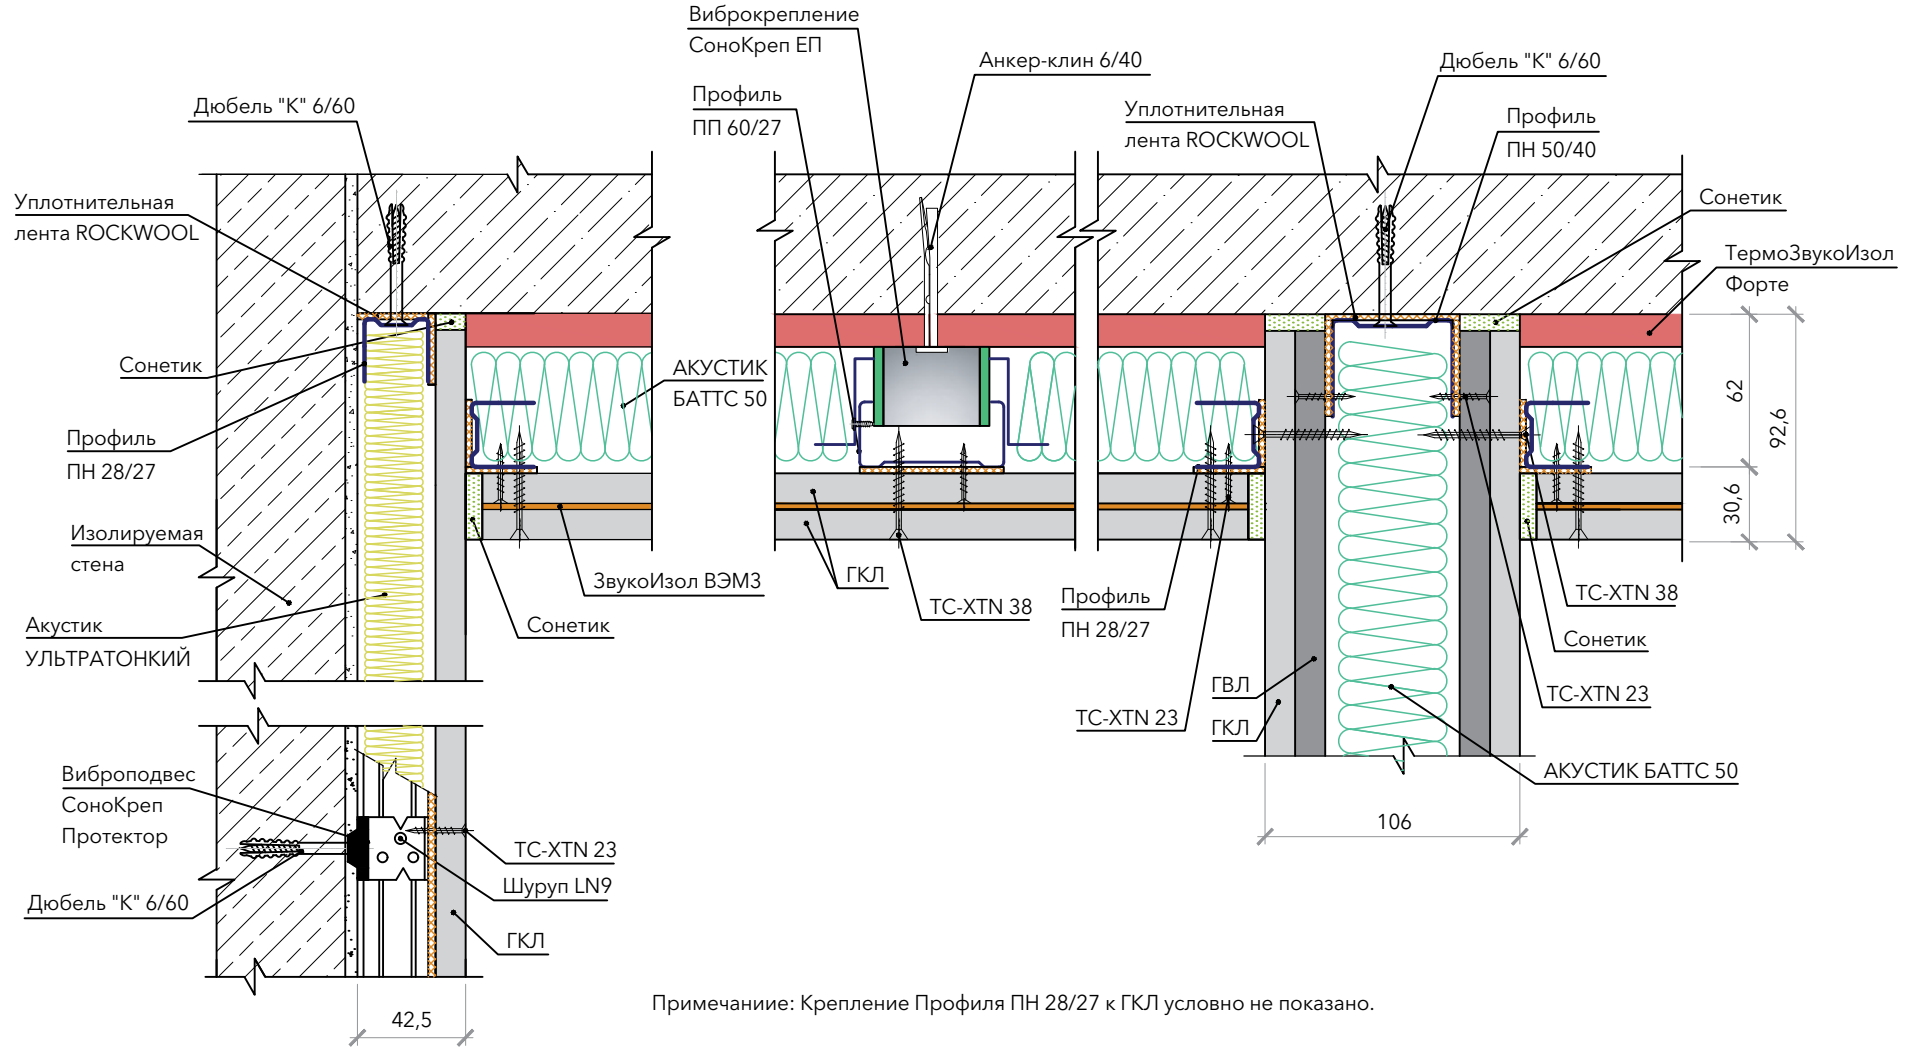 Виброкрепление
СоноКреп ЕП
Анкер-клин 6/40
Дюбель "К" 6/60
Профиль
ПП 60/27
Дюбель "К" 6/60
Уплотнительная
лента ROCKWOOL
Профиль
ПН 50/40
Уплотнительная
лента ROCKWOOL
Сонетик
ТермоЗвукоИзол
Форте
Сонетик
АКУСТИК
БАТТС 50
62
92,6
Профиль
ПН 28/27
30,6
Изолируемая
стена
ЗвукоИзол ВЭМЗ
ГКЛ
ТС-XTN 38
Профиль
ПН 28/27
ТС-XTN 38
Акустик
УЛЬТРАТОНКИЙ
Сонетик
Сонетик
ГВЛ
ГКЛ
ТС-XTN 23
ТС-XTN 23
Виброподвес
СоноКреп
Протектор
АКУСТИК БАТТС 50
106
ТС-XTN 23
Шуруп LN9
Дюбель "К" 6/60
ГКЛ
Примечаниие: Крепление Профиля ПН 28/27 к ГКЛ условно не показано.
42,5